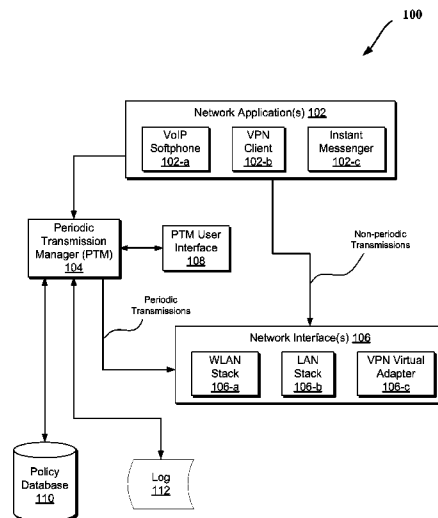 100
Network Application(s) 102
VoIP
Softphone
102-a
VPN
Client
102-b
Instant
Messenger
102-c
Periodic
Transmission
Manager (PTM)
104
PTM User
Interface
108
Non-periodic
Transmissions
Periodic
Transmissions
Network Interface(s) 106
WLAN
Stack
106-a
LAN
Stack
106-b
VPN Virtual
Adapter
106-c
Policy
Database
110
Log
112